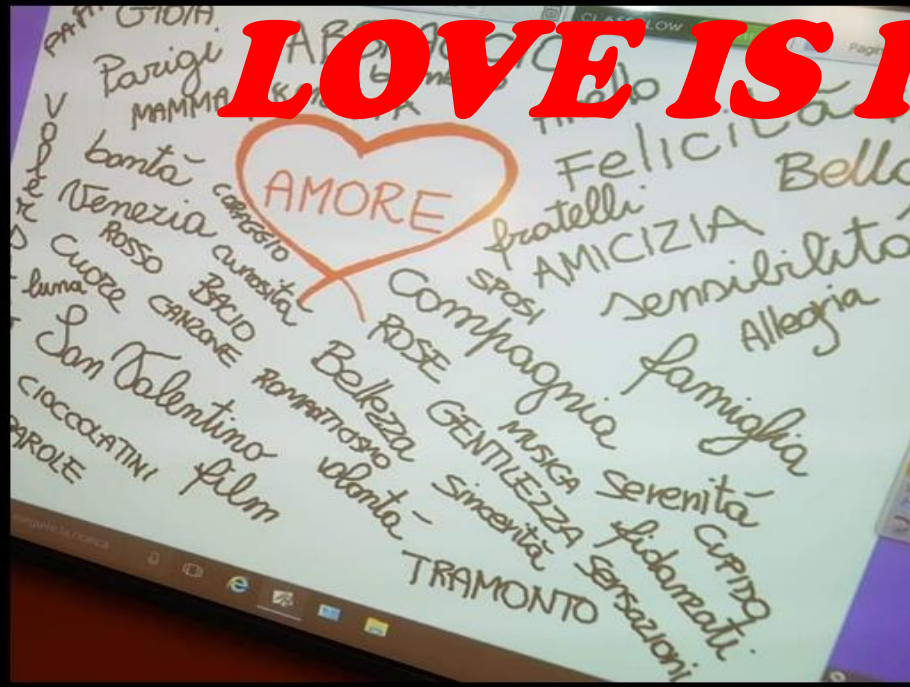 LOVE IS
CLASSFLOW
GIOIA
Parigi
MAMMA
Felicità
Bello
AMORE
bontà
CORAGGIO
fratelli
AMICIZIA
Venezia
curiosità
SPOSI
sensibilità
ROSSO
Cuore
BACIO
Compagnia
Allegria
luna
CANZONE
ROSE
famiglia
San Valentino
Bellezza
GENTILEZZA
MUSICA
serenità
CIOCCOLATINI
ROMANTICISMO
Sincerità
CUPIDO
PAROLE
film
volontà
fidanzati
TRAMONTO
Sensazioni